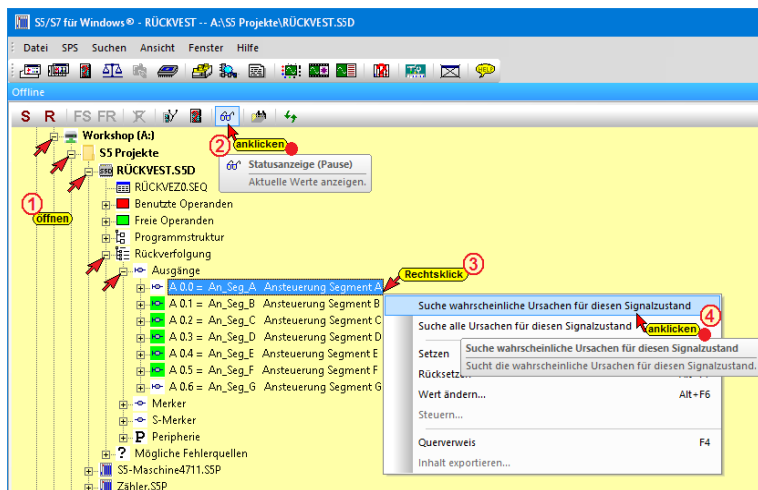 S5/S7 für Windows® - RÜCKVEST -- A:\S5 Projekte\RÜCKVEST.S5D
Datei SPS Suchen Ansicht Fenster Hilfe
Offline
S R FS FR
Workshop (A:)
2 anklicken
S5 Projekte
Statusanzeige (Pause)
RÜCKVEST.S5D
Aktuelle Werte anzeigen.
RÜCKVEZ0.SEQ
1
Benutzte Operanden
öffnen
Freie Operanden
Programmstruktur
Rückverfolgung
3
Ausgänge
Rechtsklick
A 0.0 = An_Seg_A Ansteuerung Segment A
A 0.1 = An_Seg_B Ansteuerung Segment B
Suche wahrscheinliche Ursachen für diesen Signalzustand
4
A 0.2 = An_Seg_C Ansteuerung Segment C
Suche alle Ursachen für diesen Signalzustand
anklicken
A 0.3 = An_Seg_D Ansteuerung Segment D
Suche wahrscheinliche Ursachen für diesen Signalzustand
A 0.4 = An_Seg_E Ansteuerung Segment E
Setzen
Sucht die wahrscheinliche Ursachen für diesen Signalzustand.
A 0.5 = An_Seg_F Ansteuerung Segment F
Rücksetzen
A 0.6 = An_Seg_G Ansteuerung Segment G
Wert ändern... Alt+F6
Merker
Steuern...
S-Merker
P Peripherie
Querverweis F4
? Mögliche Fehlerquellen
Inhalt exportieren...
S5-Maschine4711.S5P
Zähler.S5P